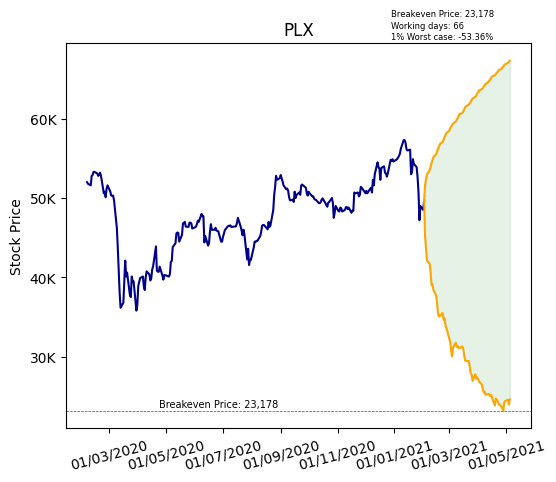 Breakeven Price: 23,178
Working days: 66
1% Worst case: -53.36%
PLX
Stock Price
60K
50K
40K
30K
Breakeven Price: 23,178
01/03/2020
01/05/2020
01/07/2020
01/09/2020
01/11/2020
01/01/2021
01/03/2021
01/05/2021